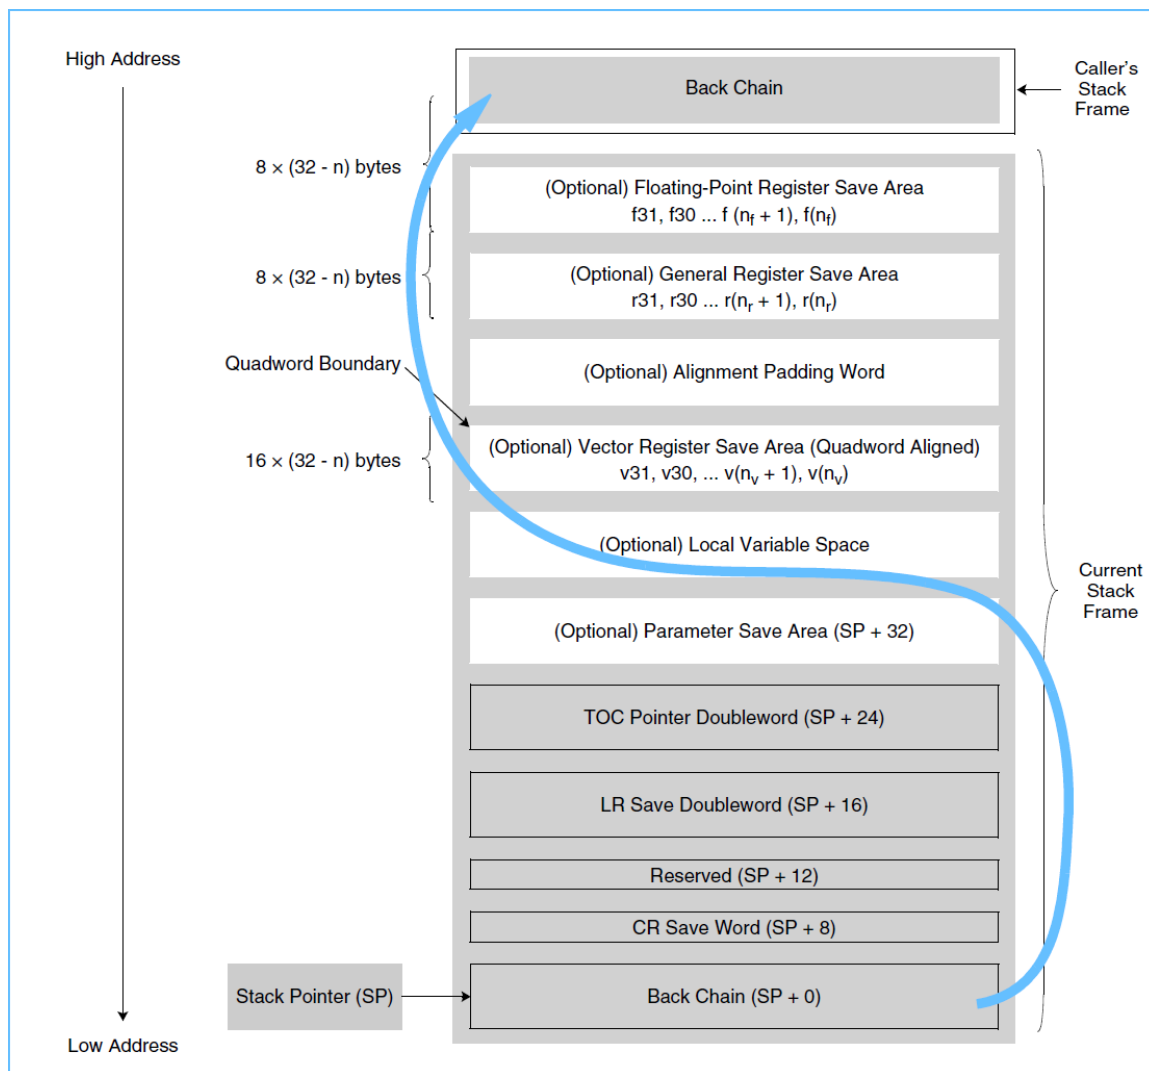 High Address
Back Chain
Caller's
Stack
Frame
8 × (32 - n) bytes
(Optional) Floating-Point Register Save Area
f31, f30 ... f (nf + 1), f(nf)
8 × (32 - n) bytes
(Optional) General Register Save Area
r31, r30 ... r(nr + 1), r(nr)
Quadword Boundary
(Optional) Alignment Padding Word
16 × (32 - n) bytes
(Optional) Vector Register Save Area (Quadword Aligned)
v31, v30, ... v(nv + 1), v(nv)
(Optional) Local Variable Space
Current
Stack
Frame
(Optional) Parameter Save Area (SP + 32)
TOC Pointer Doubleword (SP + 24)
LR Save Doubleword (SP + 16)
Reserved (SP + 12)
CR Save Word (SP + 8)
Stack Pointer (SP)
Back Chain (SP + 0)
Low Address